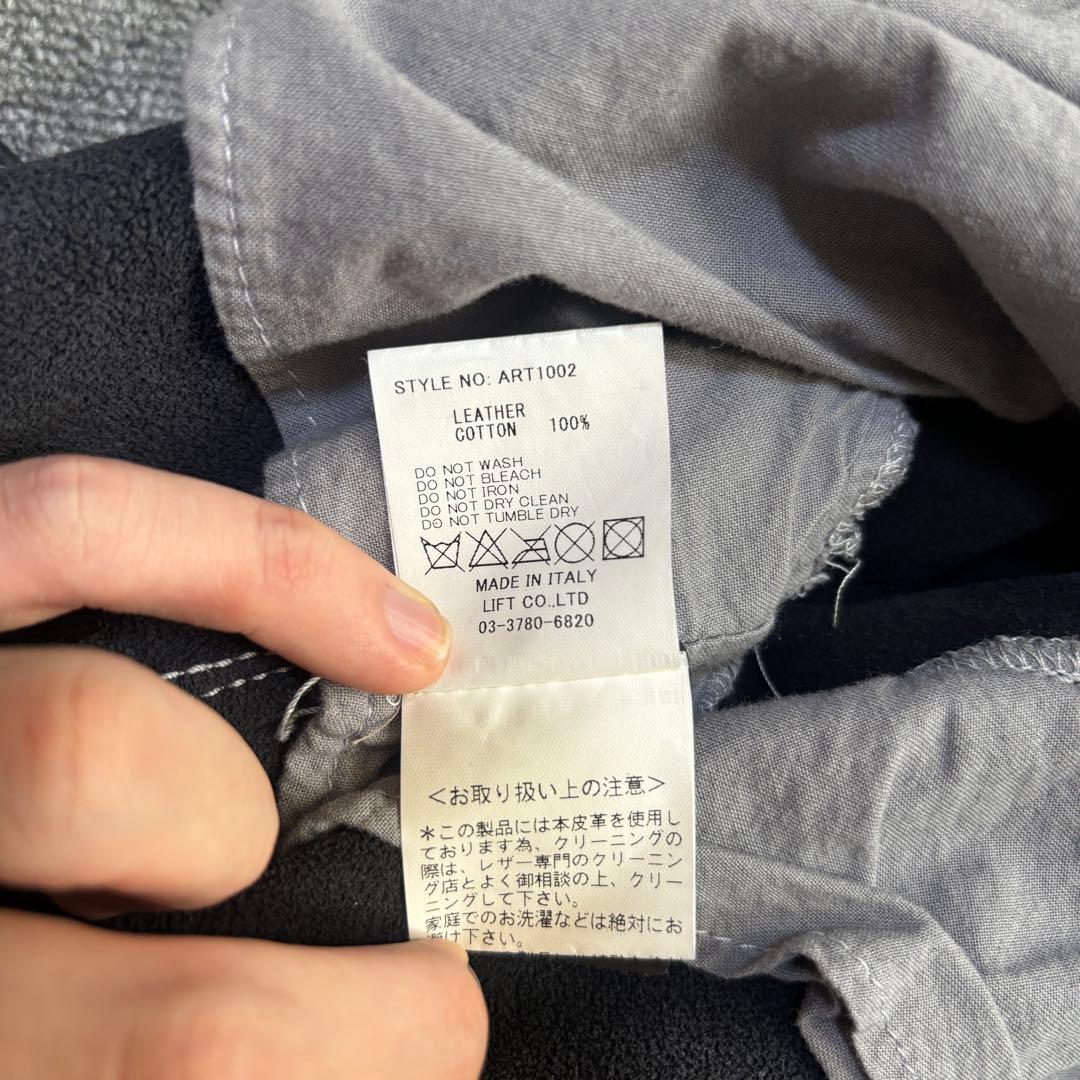 STYLE NO: ART1002
LEATHER
COTTON 100%
DO NOT WASH
DO NOT BLEACH
DO NOT IRON
DO NOT DRY CLEAN
DO NOT TUMBLE DRY
MADE IN ITALY
LIFT CO.,LTD
03-3780-6820
<お取り扱い上の注意>
*この製品には本皮革を使用し
ております為、クリーニングの
際は、レザー専門のクリーニン
グ店とよく御相談の上、クリー
ニングして下さい。
家庭でのお洗濯などは絶対にお
避け下さい。